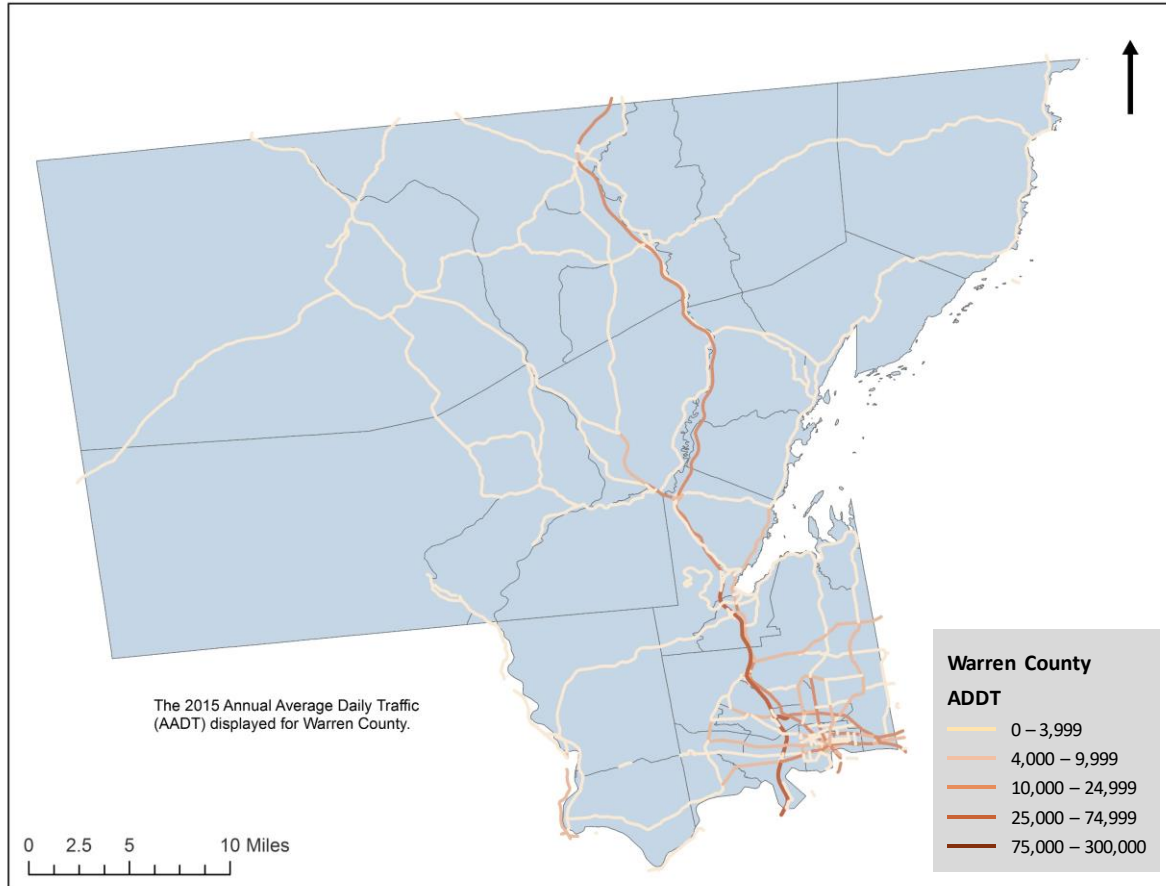 The 2015 Annual Average Daily Traffic
(AADT) displayed for Warren County.
0 2.5 5 10 Miles
Warren County
ADDT
0 – 3,999
4,000 – 9,999
10,000 – 24,999
25,000 – 74,999
75,000 – 300,000